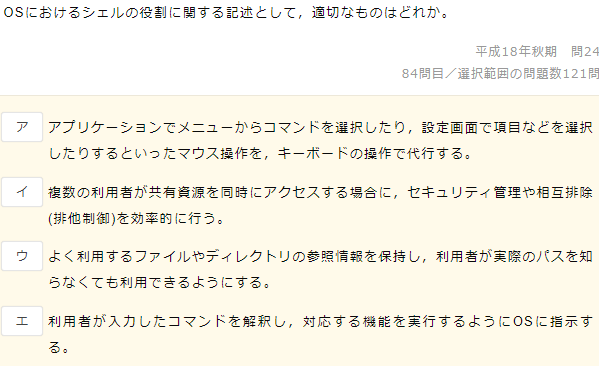 OSにおけるシェルの役割に関する記述として，適切なものはどれか。
平成18年秋期　問24
84問目／選択範囲の問題数121問
ア
アプリケーションでメニューからコマンドを選択したり，設定画面で項目などを選択
したりするといったマウス操作を，キーボードの操作で代行する。
イ
複数の利用者が共有資源を同時にアクセスする場合に，セキュリティ管理や相互排除
(排他制御)を効率的に行う。
ウ
よく利用するファイルやディレクトリの参照情報を保持し，利用者が実際のパスを知
らなくても利用できるようにする。
エ
利用者が入力したコマンドを解釈し，対応する機能を実行するようにOSに指示す
る。